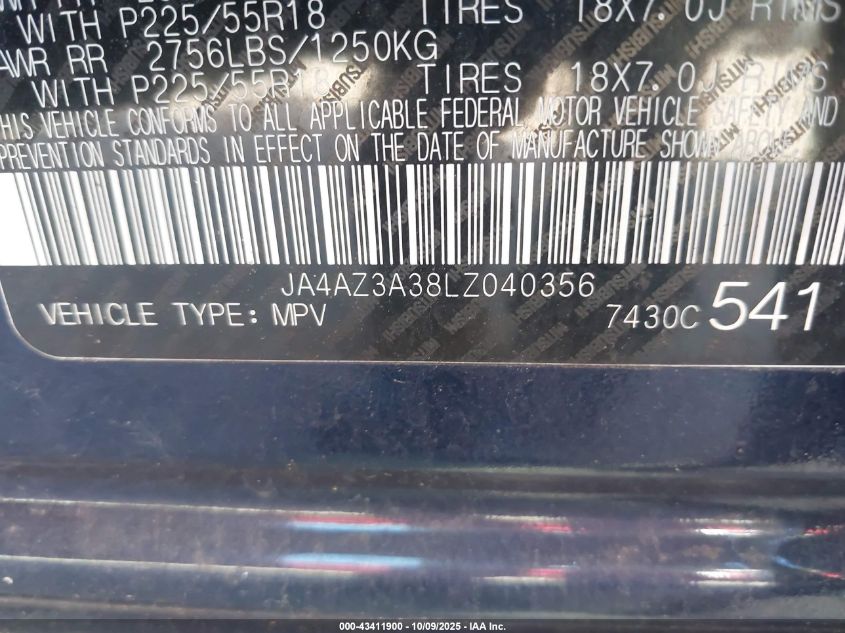 WITH P225/55R18 TIRES 18X7.0J RIMS
AWR RR 2756LBS/1250KG
WITH P225/55R18 TIRES 18X7.0J RIMS
THIS VEHICLE CONFORMS TO ALL APPLICABLE FEDERAL MOTOR VEHICLE SAFETY AND
PREVENTION STANDARDS IN EFFECT ON THE DATE OF MANUFACTURE SHOWN ABOVE.
JA4AZ3A38LZ040356
VEHICLE TYPE: MPV 7430C 541
MITSUBISHI
000-43411900 - 10/09/2025 - IAA Inc.